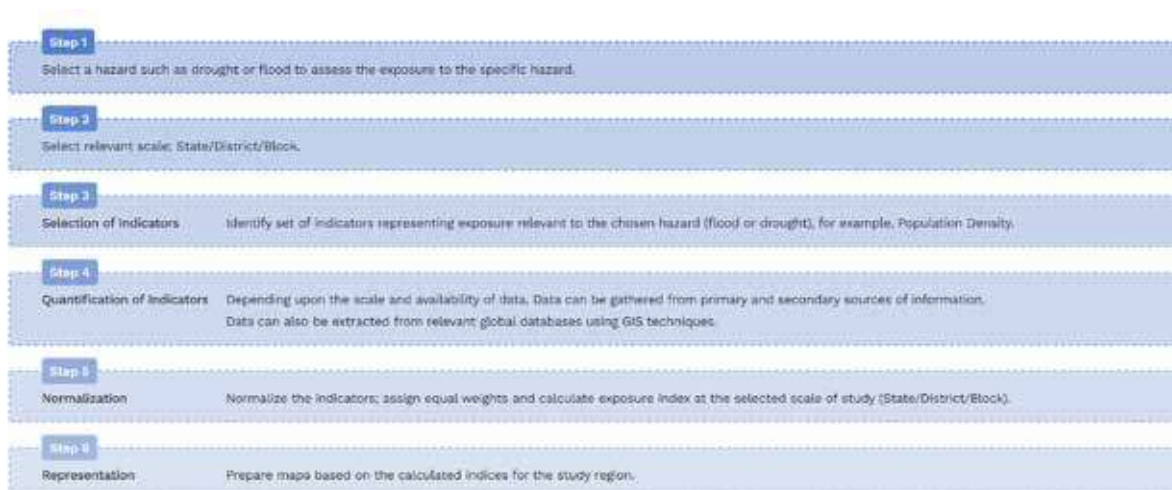 Step 1
Select a hazard such as drought or flood to assess the exposure to the specific hazard.
Step 2
Select relevant scale; State/District/Block.
Step 3
Selection of Indicators Identify set of indicators representing exposure relevant to the chosen hazard (flood or drought), for example, Population Density.
Step 4
Quantification of Indicators Depending upon the scale and availability of data. Data can be gathered from primary and secondary sources of information.
Data can also be extracted from relevant global databases using GIS techniques.
Step 5
Normalization Normalize the indicators; assign equal weights and calculate exposure index at the selected scale of study (State/District/Block).
Step 6
Representation Prepare maps based on the calculated indices for the study region.